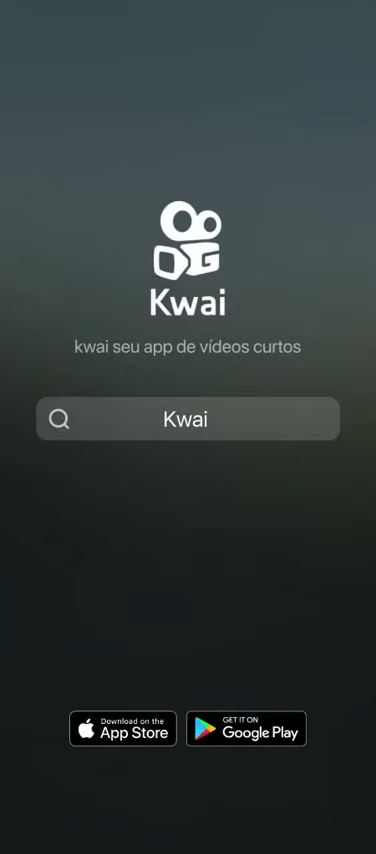 Kwai
kwai seu app de vídeos curtos
Kwai
Download on the
App Store
GET IT ON
Google Play